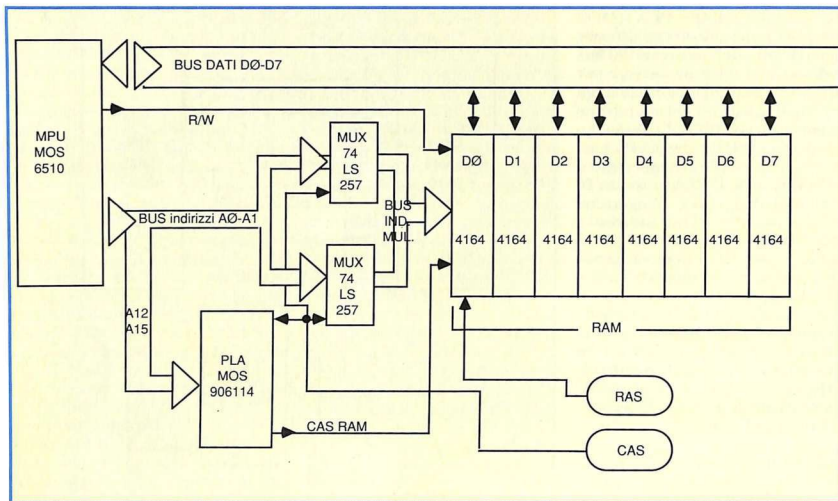 BUS DATI DØ-D7
R/W
MPU
MOS
6510
MUX
74
LS
257
DØ D1 D2 D3 D4 D5 D6 D7
BUS indirizzi AØ-A1
BUS
IND.
MUL.
4164 4164 4164 4164 4164 4164 4164 4164
MUX
74
LS
257
A12
A15
RAM
PLA
MOS
906114
RAS
CAS RAM
CAS